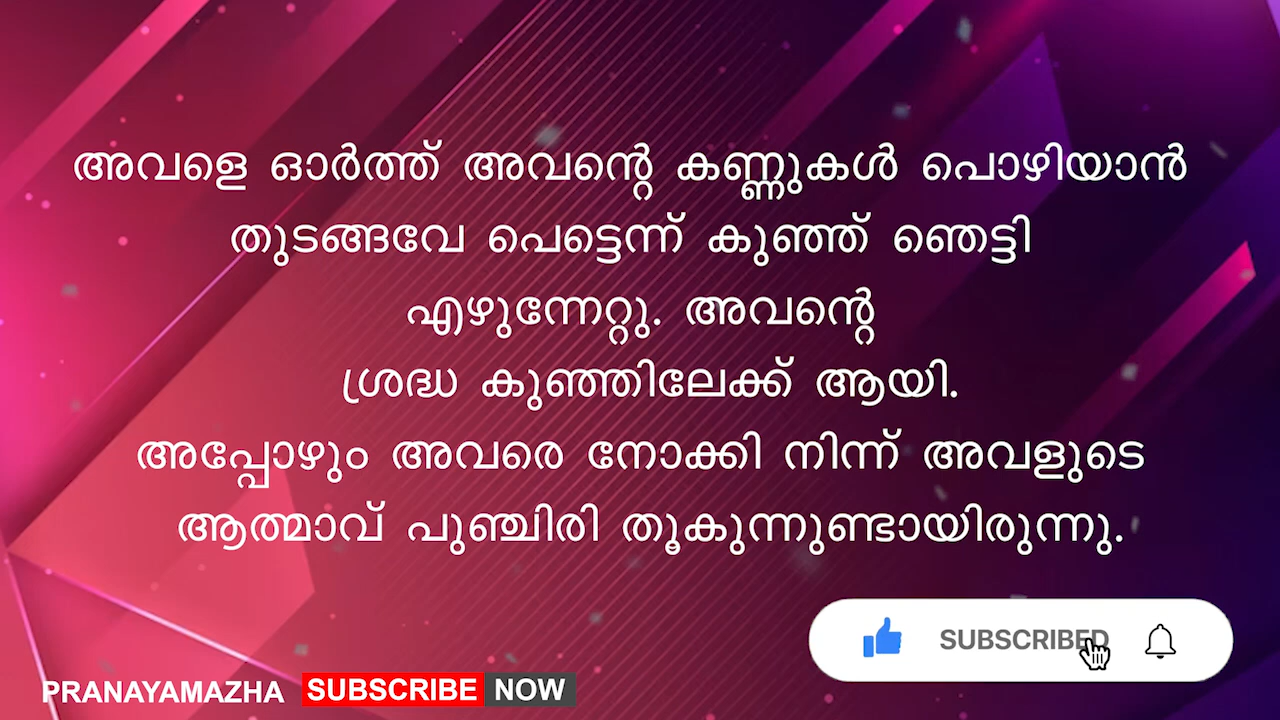 അവളെ ഓർത്ത് അവന്റെ കണ്ണുകൾ പൊഴിയാൻ
തുടങ്ങവേ പെട്ടെന്ന് കുഞ്ഞ് ഞെട്ടി
എഴുന്നേറ്റു. അവന്റെ
ശ്രദ്ധ കുഞ്ഞിലേക്ക് ആയി.
അപ്പോഴും അവരെ നോക്കി നിന്ന് അവളുടെ
ആത്മാവ് പുഞ്ചിരി തൂകുന്നുണ്ടായിരുന്നു.
SUBSCRIBED
PRANAYAMAZHA SUBSCRIBE NOW